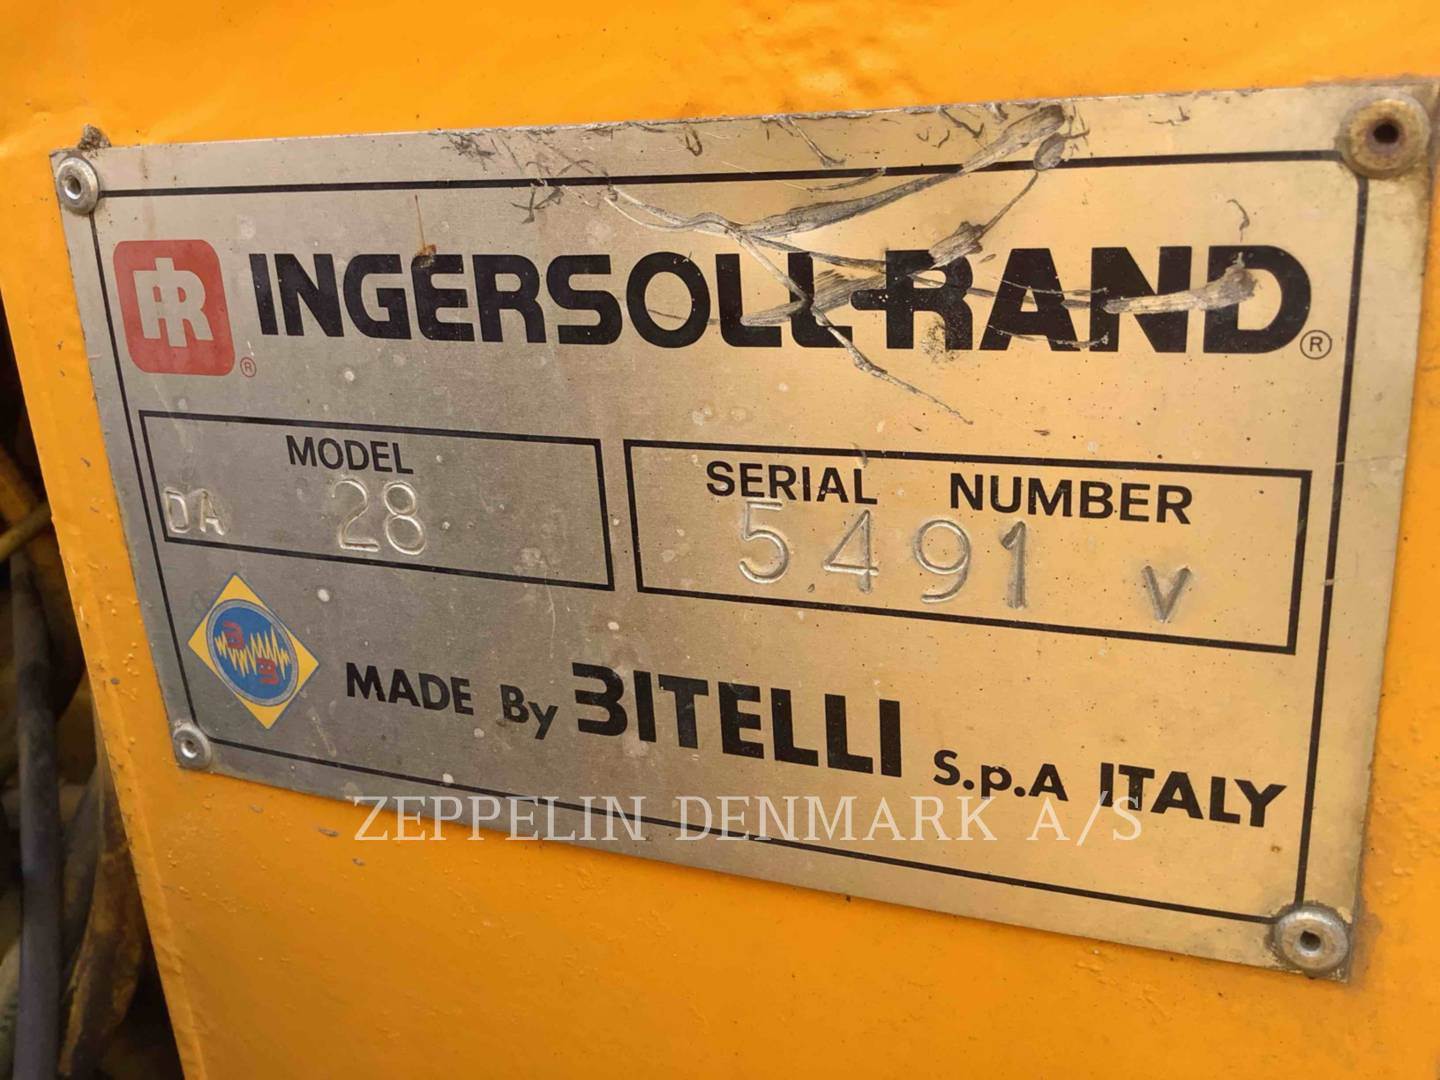 IR ® INGERSOLL-RAND ®
MODEL
DA 28
SERIAL NUMBER
5491 V
MADE By BITELLI S.p.A ITALY
ZEPPELIN DENMARK A/S